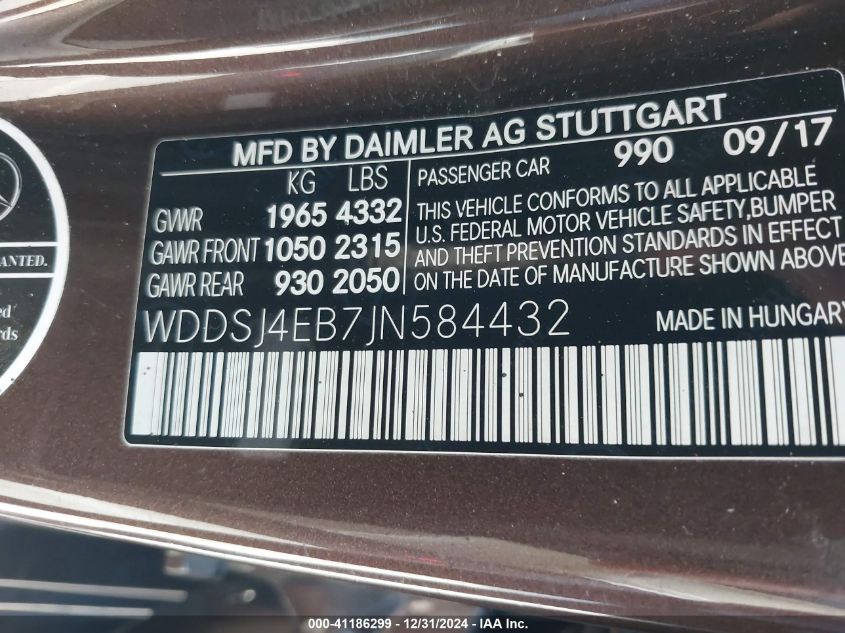 MFD BY DAIMLER AG STUTTGART
KG LBS
GVWR 1965 4332
GAWR FRONT 1050 2315
GAWR REAR 930 2050
PASSENGER CAR 990 09/17
THIS VEHICLE CONFORMS TO ALL APPLICABLE
U.S. FEDERAL MOTOR VEHICLE SAFETY,BUMPER
AND THEFT PREVENTION STANDARDS IN EFFECT
ON THE DATE OF MANUFACTURE SHOWN ABOVE
WDDSJ4EB7JN584432
MADE IN HUNGARY
000-41186299 - 12/31/2024 - IAA Inc.